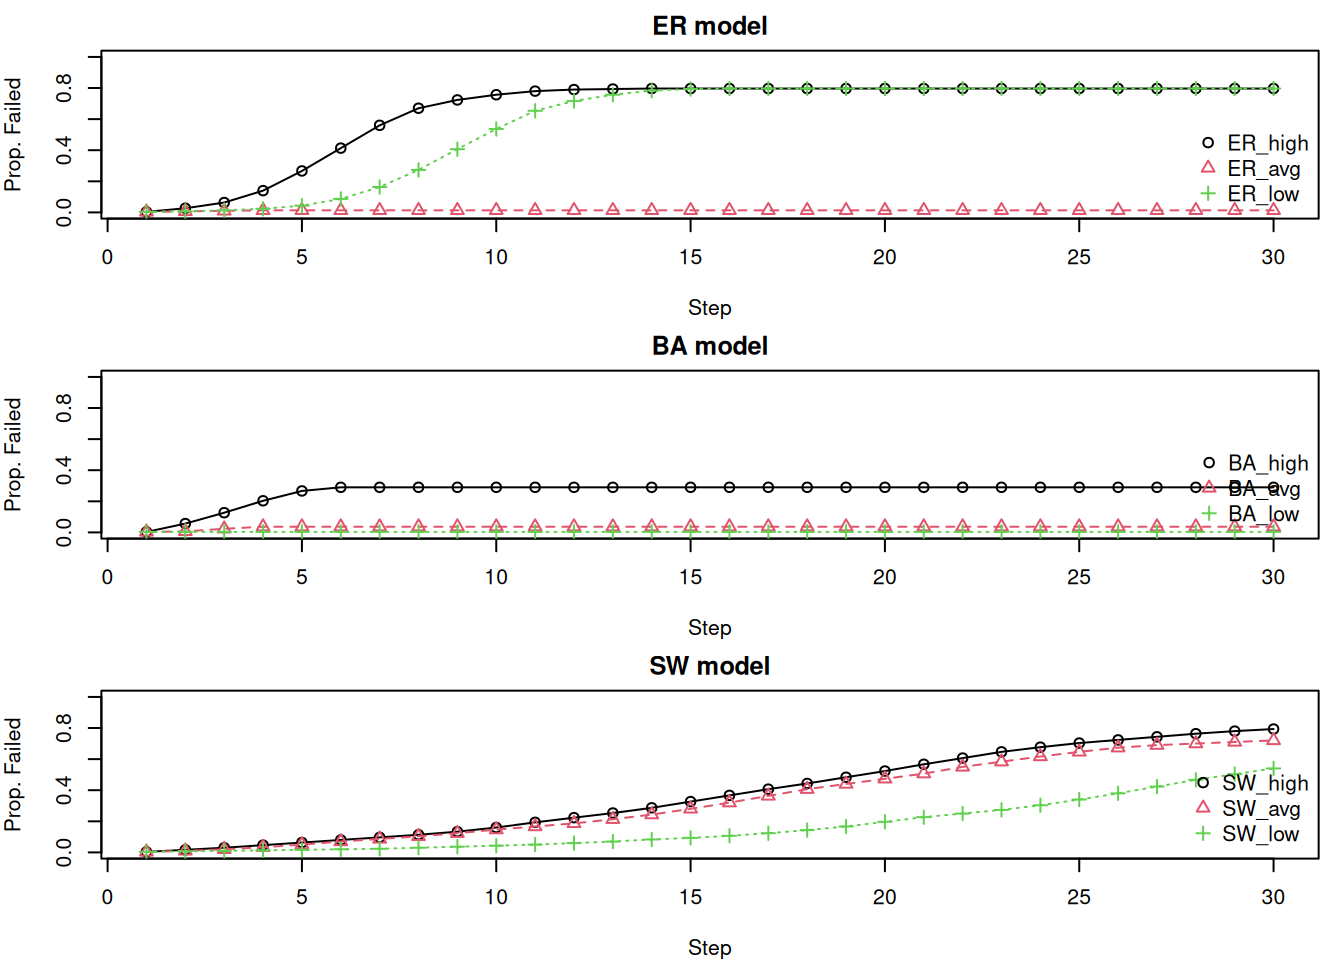 ER model
Prop. Failed
0.0 0.4 0.8
ER_high
ER_avg
ER_low
0 5 10 15 20 25 30
Step
BA model
Prop. Failed
0.0 0.4 0.8
BA_high
BA_avg
BA_low
0 5 10 15 20 25 30
Step
SW model
Prop. Failed
0.0 0.4 0.8
SW_high
SW_avg
SW_low
0 5 10 15 20 25 30
Step